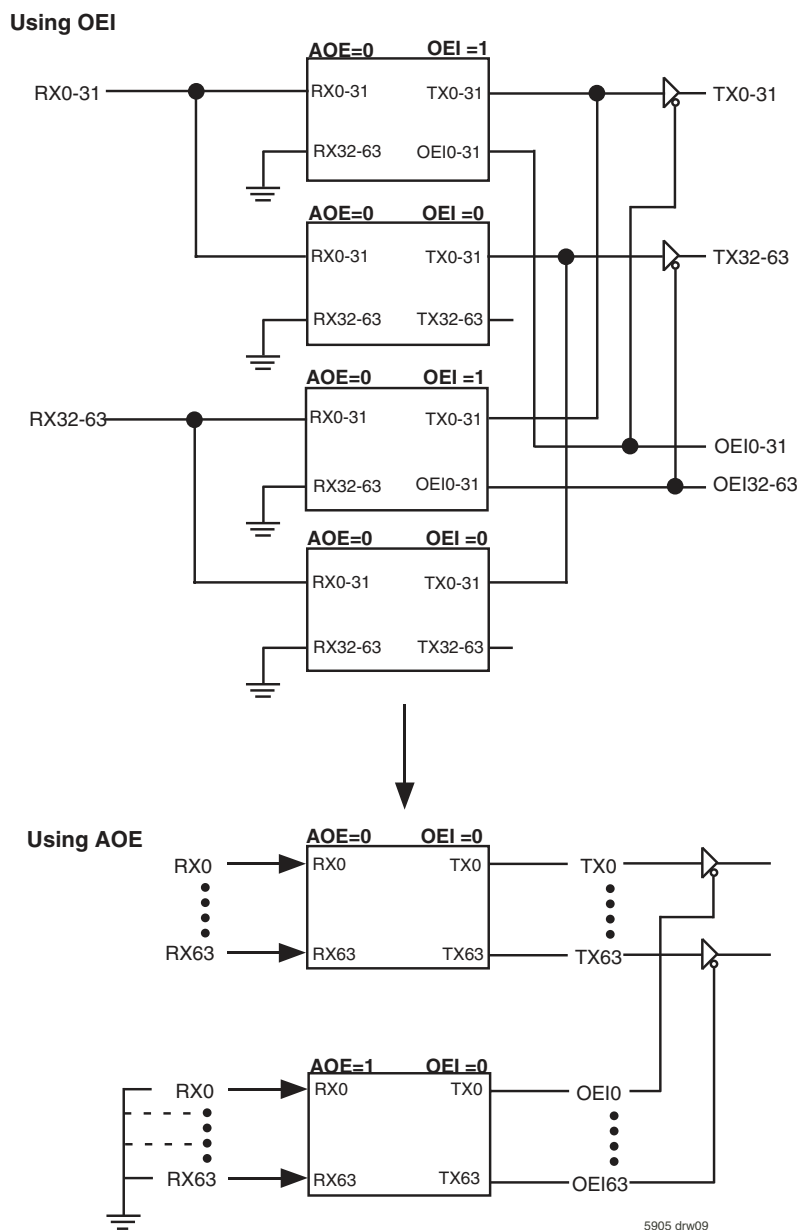 Using OEI
AOE=0 OEI =1
RX0-31 RX0-31 TX0-31 TX0-31
RX32-63 OEI0-31
AOE=0 OEI =0
RX0-31 TX0-31 TX32-63
RX32-63 TX32-63
AOE=0 OEI =1
RX32-63 RX0-31 TX0-31
OEI0-31
RX32-63 OEI0-31 OEI32-63
AOE=0 OEI =0
RX0-31 TX0-31
RX32-63 TX32-63
Using AOE
AOE=0 OEI =0
RX0 RX0 TX0 TX0
RX63 RX63 TX63 TX63
AOE=1 OEI =0
RX0 RX0 TX0 OEI0
RX63 RX63 TX63 OEI63
5905 drw09